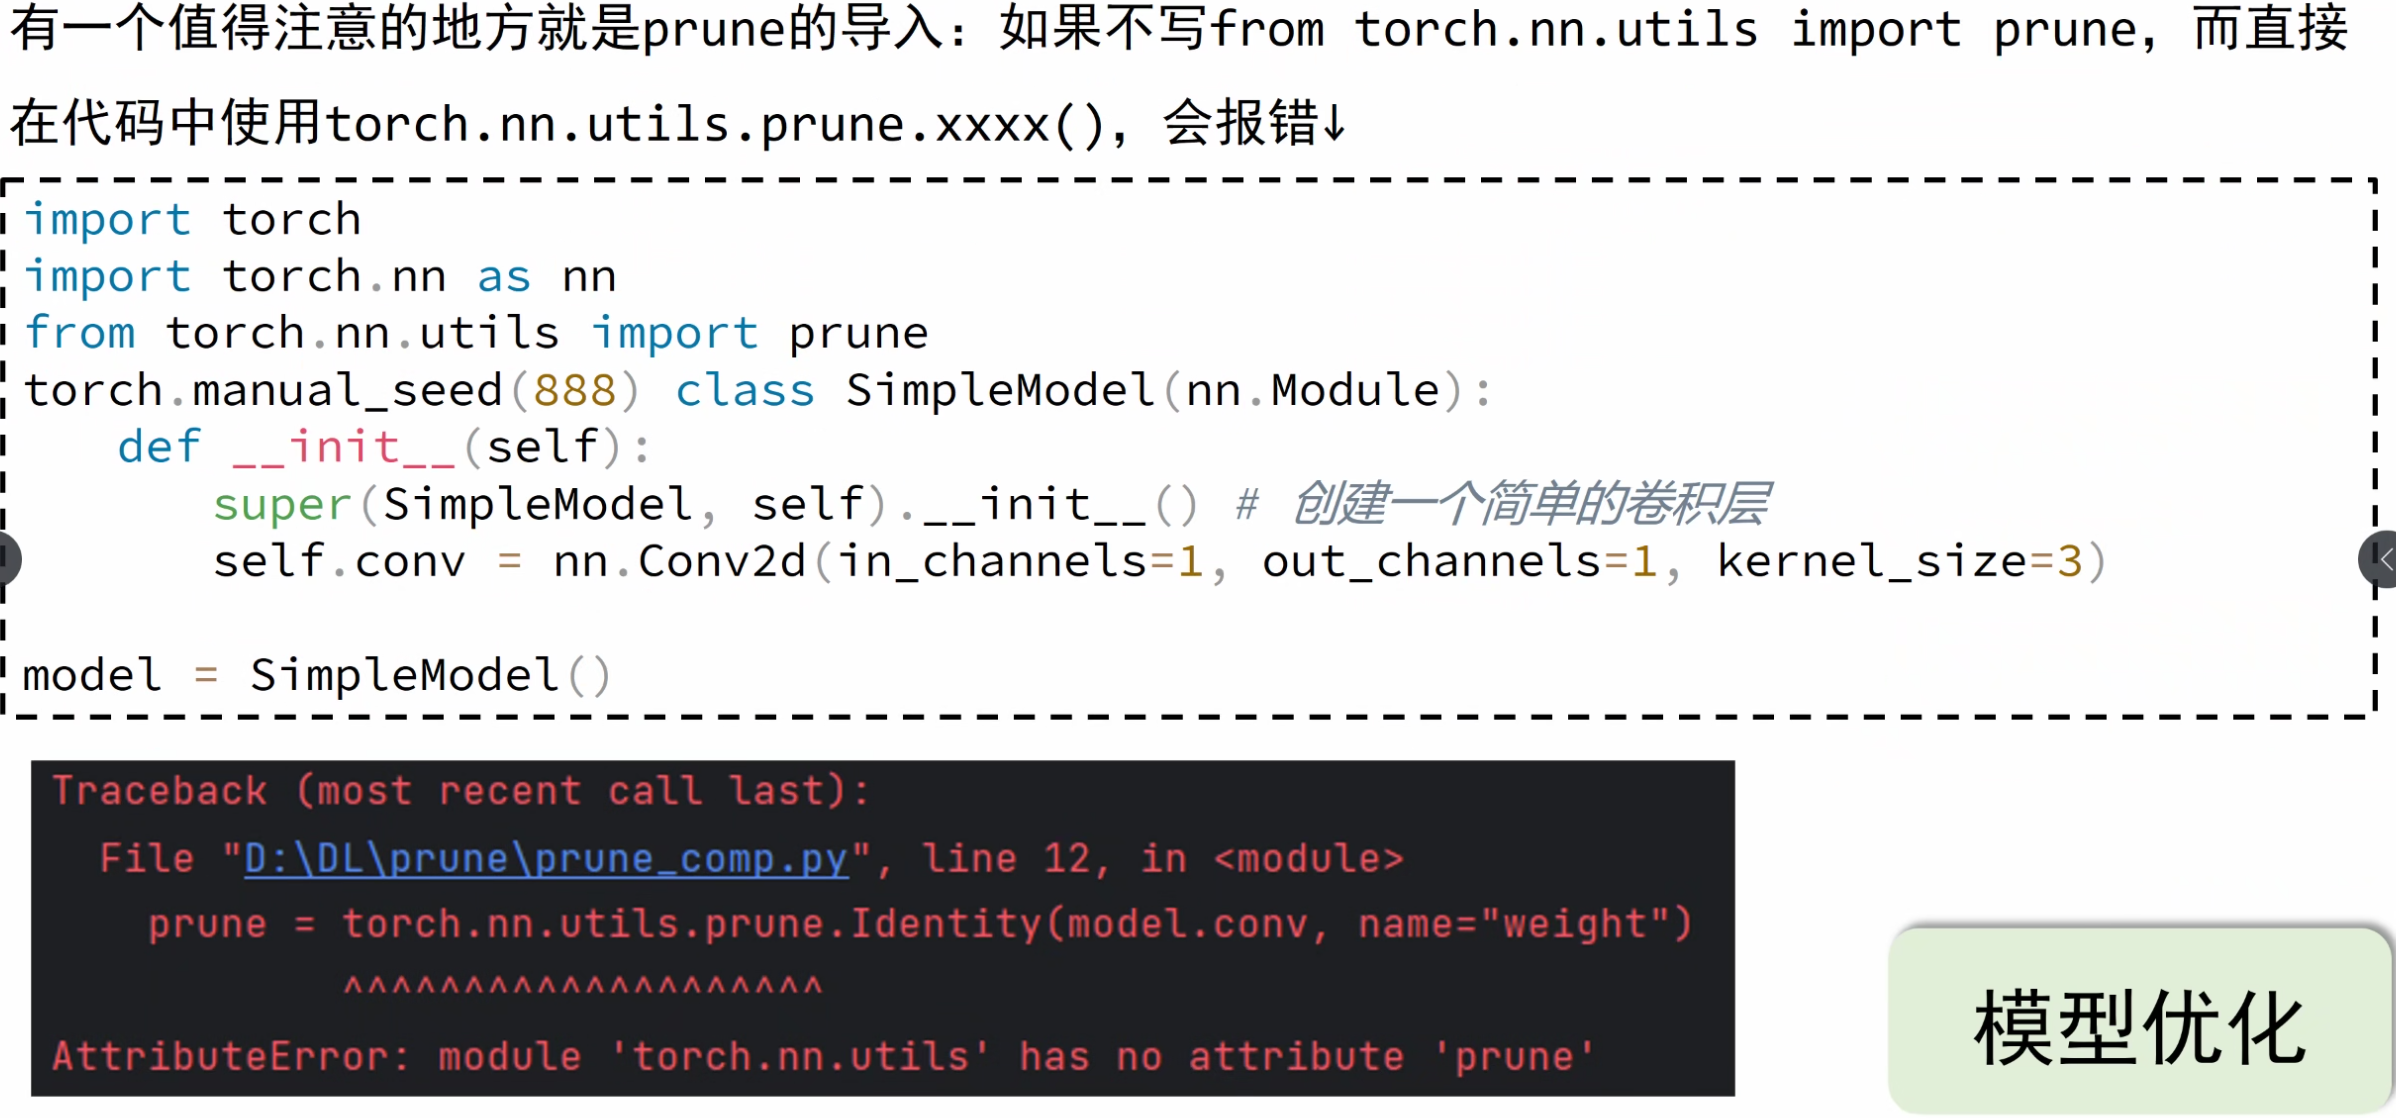 有一个值得注意的地方就是prune的导入：如果不写from torch.nn.utils import prune，而直接
在代码中使用torch.nn.utils.prune.xxxx()，会报错↓
import torch
import torch.nn as nn
from torch.nn.utils import prune
torch.manual_seed(888) class SimpleModel(nn.Module):
    def __init__(self):
        super(SimpleModel, self).__init__() # 创建一个简单的卷积层
        self.conv = nn.Conv2d(in_channels=1, out_channels=1, kernel_size=3)
model = SimpleModel()
Traceback (most recent call last):
  File "D:\DL\prune\prune_comp.py", line 12, in <module>
    prune = torch.nn.utils.prune.Identity(model.conv, name="weight")
            ^^^^^^^^^^^^^^^^^^^^
AttributeError: module 'torch.nn.utils' has no attribute 'prune'
模型优化